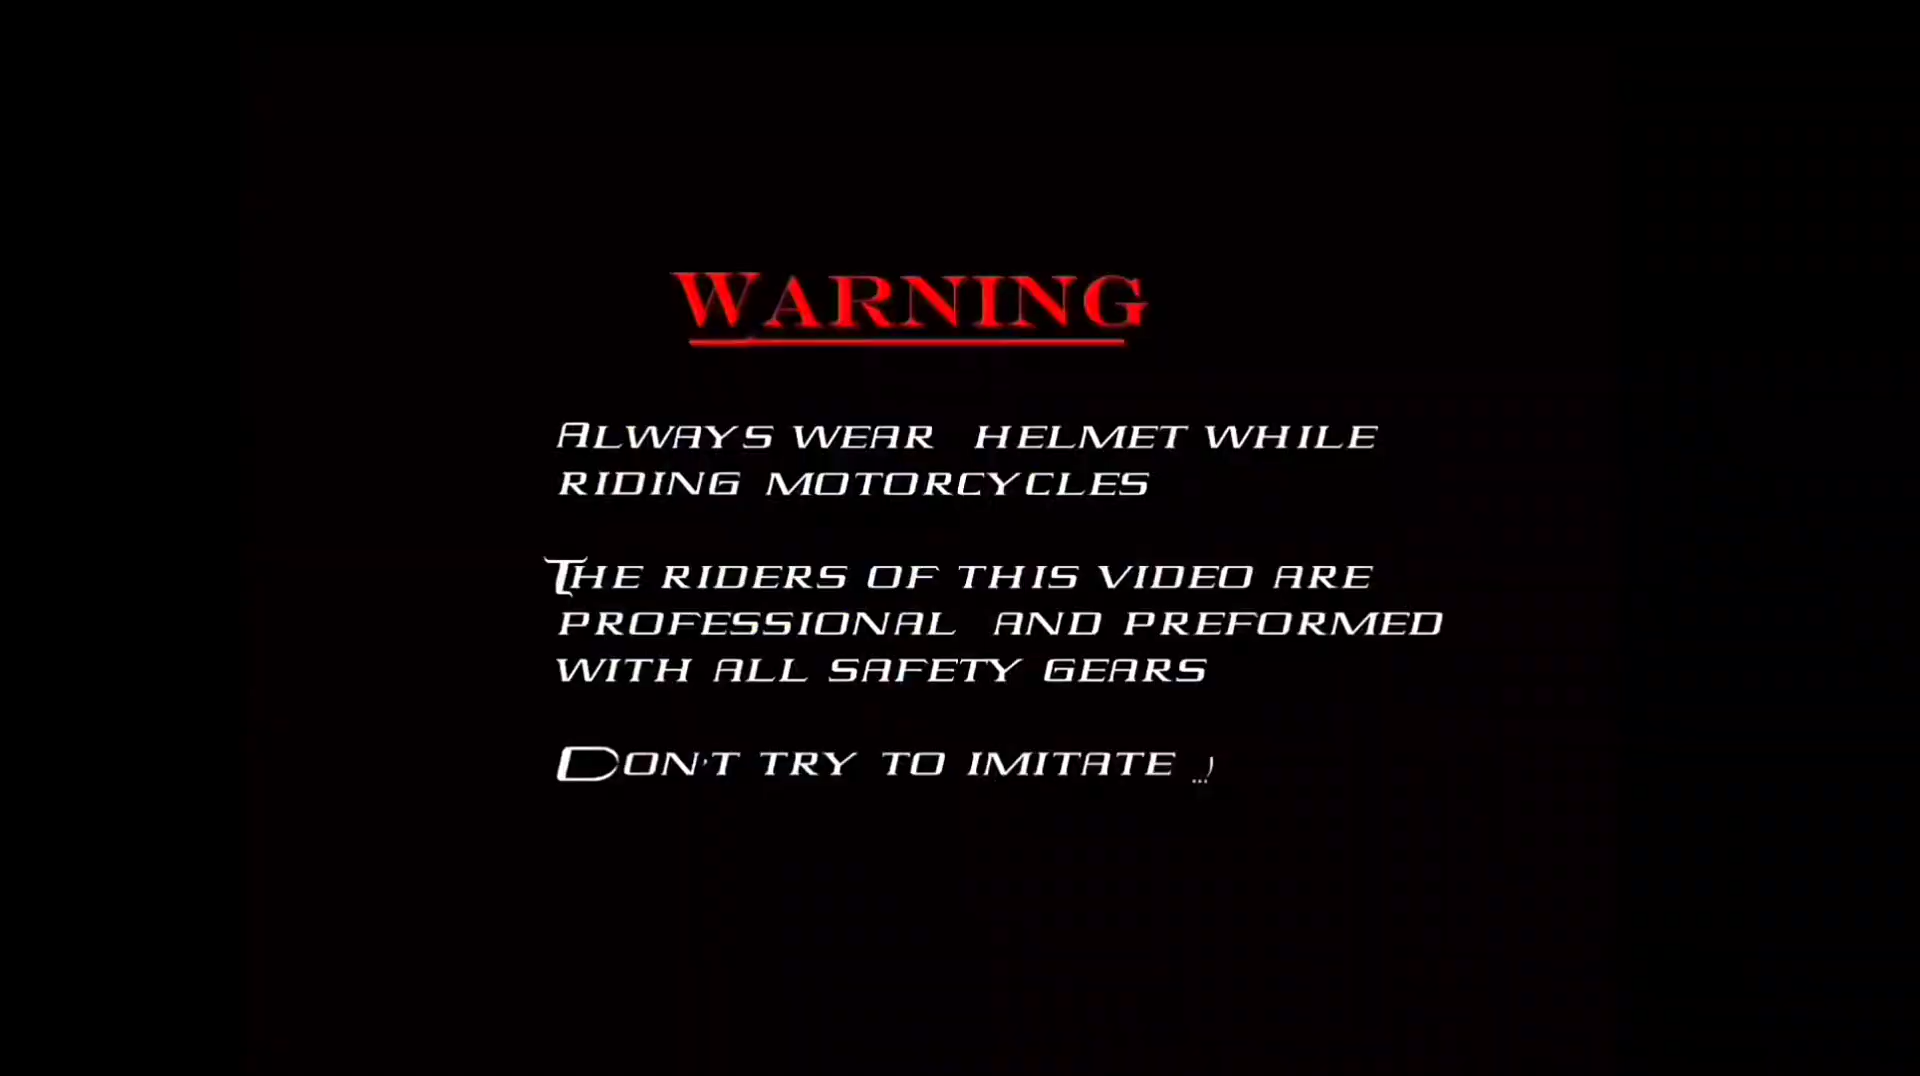 WARNING
ALWAYS WEAR HELMET WHILE
RIDING MOTORCYCLES
THE RIDERS OF THIS VIDEO ARE
PROFESSIONAL AND PREFORMED
WITH ALL SAFETY GEARS
DON'T TRY TO IMITATE ...)